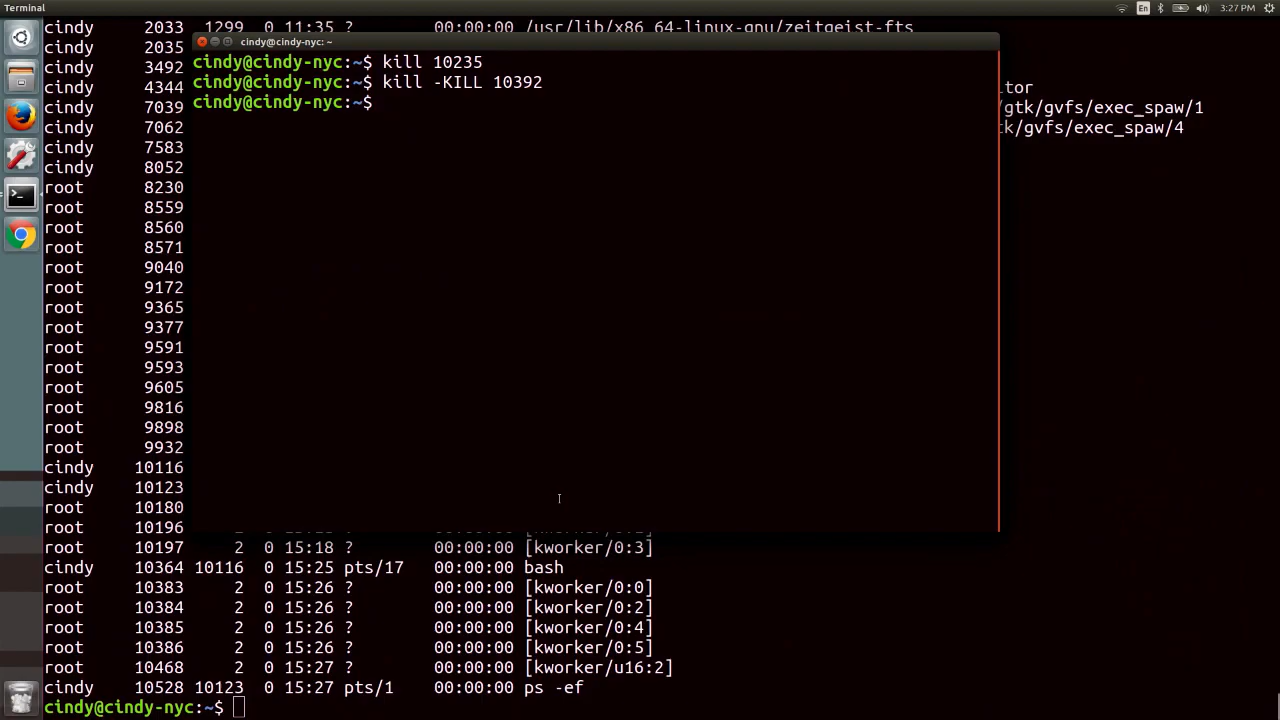 Terminal
En
3:27 PM
cindy 2033 1299 0 11:35 ? 00:00:00 /usr/lib/x86_64-linux-gnu/zeitgeist-fts
cindy@cindy-nyc: ~
cindy@cindy-nyc:~$ kill 10235
cindy@cindy-nyc:~$ kill -KILL 10392
cindy@cindy-nyc:~$
cindy 2035
cindy 3492
cindy 4344 itor
cindy 7039 /gtk/gvfs/exec_spaw/1
cindy 7062 tk/gvfs/exec_spaw/4
cindy 7583
cindy 8052
root 8230
root 8559
root 8560
root 8571
root 9040
root 9172
root 9365
root 9377
root 9591
root 9593
root 9605
root 9816
root 9898
root 9932
cindy 10116
cindy 10123
root 10180
root 10196
root 10197 2 0 15:18 ? 00:00:00 [kworker/0:3]
cindy 10364 10116 0 15:25 pts/17 00:00:00 bash
root 10383 2 0 15:26 ? 00:00:00 [kworker/0:0]
root 10384 2 0 15:26 ? 00:00:00 [kworker/0:2]
root 10385 2 0 15:26 ? 00:00:00 [kworker/0:4]
root 10386 2 0 15:26 ? 00:00:00 [kworker/0:5]
root 10468 2 0 15:27 ? 00:00:00 [kworker/u16:2]
cindy 10528 10123 0 15:27 pts/1 00:00:00 ps -ef
cindy@cindy-nyc:~$